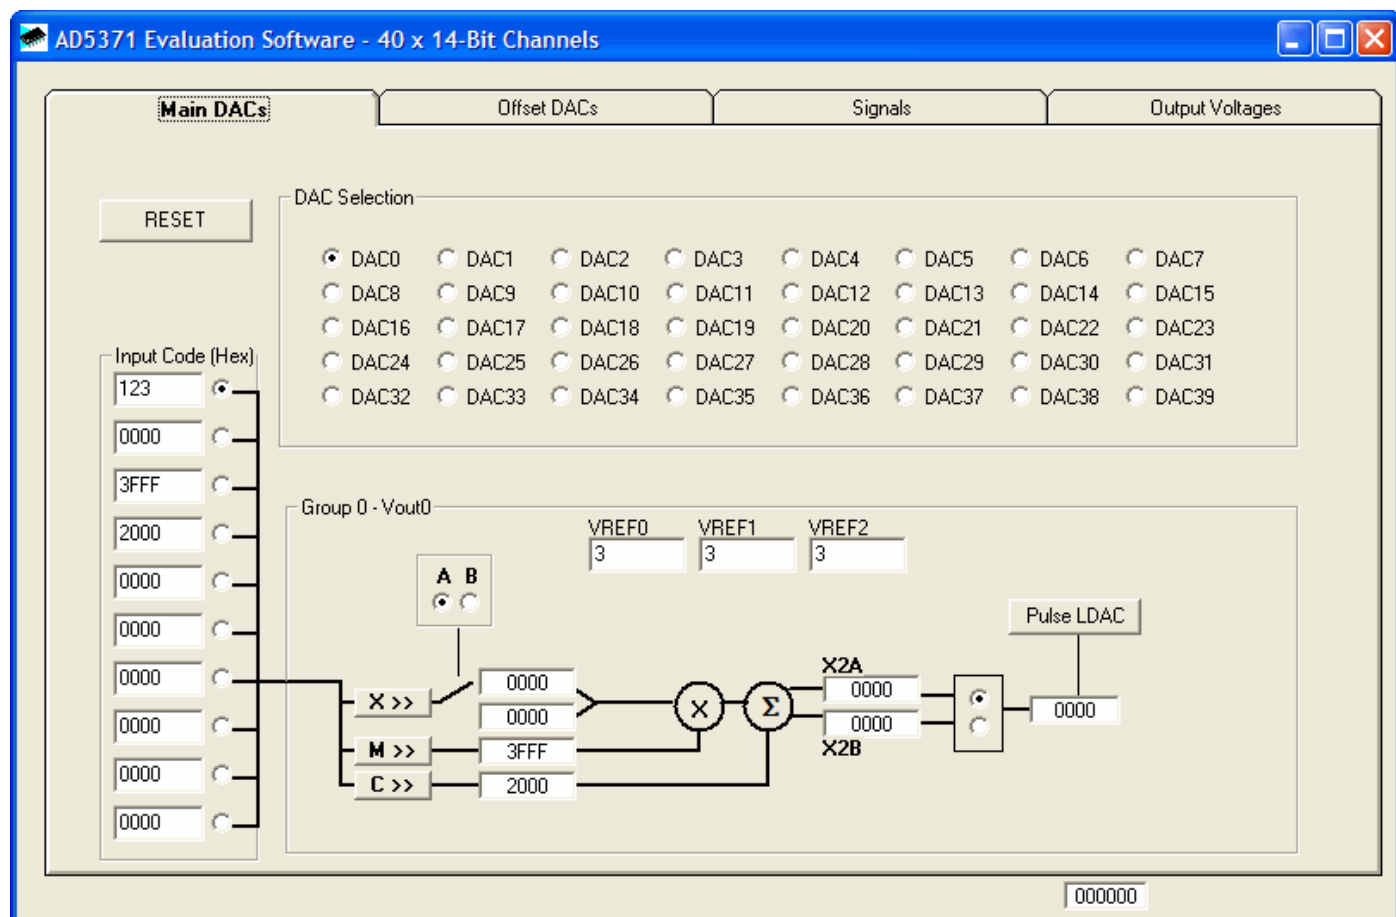 AD5371 Evaluation Software - 40 x 14-Bit Channels
Main DACs Offset DACs Signals Output Voltages
RESET
DAC Selection
DAC0 DAC1 DAC2 DAC3 DAC4 DAC5 DAC6 DAC7
DAC8 DAC9 DAC10 DAC11 DAC12 DAC13 DAC14 DAC15
DAC16 DAC17 DAC18 DAC19 DAC20 DAC21 DAC22 DAC23
DAC24 DAC25 DAC26 DAC27 DAC28 DAC29 DAC30 DAC31
DAC32 DAC33 DAC34 DAC35 DAC36 DAC37 DAC38 DAC39
Input Code (Hex)
123
0000
3FFF
2000
0000
0000
0000
0000
0000
0000
Group 0 - Vout0
VREF0 VREF1 VREF2
3 3 3
A B
Pulse LDAC
X >> 0000
0000
M >> 3FFF
C >> 2000
X
Σ
X2A
0000
0000
X2B
0000
000000